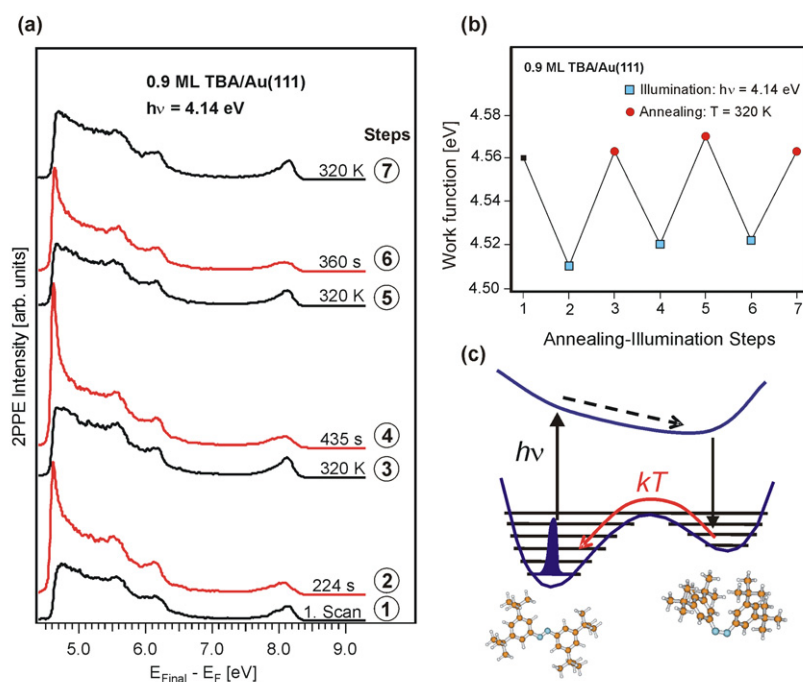 (a)
0.9 ML TBA/Au(111)
hν = 4.14 eV
Steps
320 K 7
360 s 6
320 K 5
435 s 4
320 K 3
224 s 2
1. Scan 1
2PPE Intensity [arb. units]
5.0 6.0 7.0 8.0 9.0
E_Final - E_F [eV]
(b)
0.9 ML TBA/Au(111)
Illumination: hν = 4.14 eV
Annealing: T = 320 K
Work function [eV]
4.58
4.56
4.54
4.52
4.50
1 2 3 4 5 6 7
Annealing-Illumination Steps
(c)
hν
kT